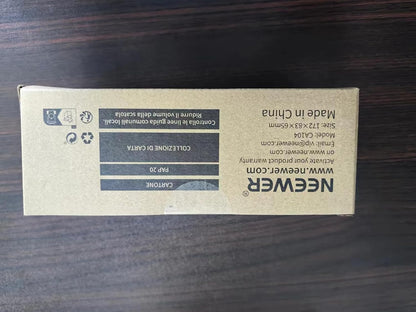 NEEWER®
www.neewer.com
Activate your product warranty
on www.neewer.com
Email: vip@neewer.com
Model: CA104
Size: 172×83×65mm
Made in China
CARTONE
PAP 20
COLLEZIONE DI CARTA
Controlla le linee guida comunali locali.
Ridurre il volume della scatola